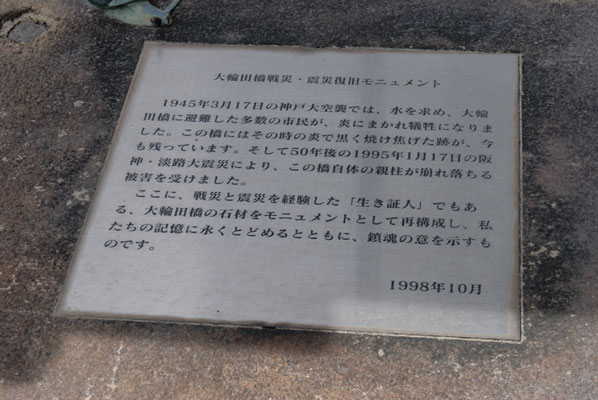 大輪田橋戦災・震災復旧モニュメント
1945年3月17日の神戸大空襲では、水を求め、大輪
田橋に避難した多数の市民が、炎にまかれ犠牲になりま
した。この橋にはその時の炎で黒く焼け焦げた跡が、今
も残っています。そして50年後の1995年1月17日の阪
神・淡路大震災により、この橋自体の親柱が崩れ落ちる
被害を受けました。
ここに、戦災と震災を経験した「生き証人」でもあ
る、大輪田橋の石材をモニュメントとして再構成し、私
たちの記憶に永くとどめるとともに、鎮魂の意を示すも
のです。
1998年10月